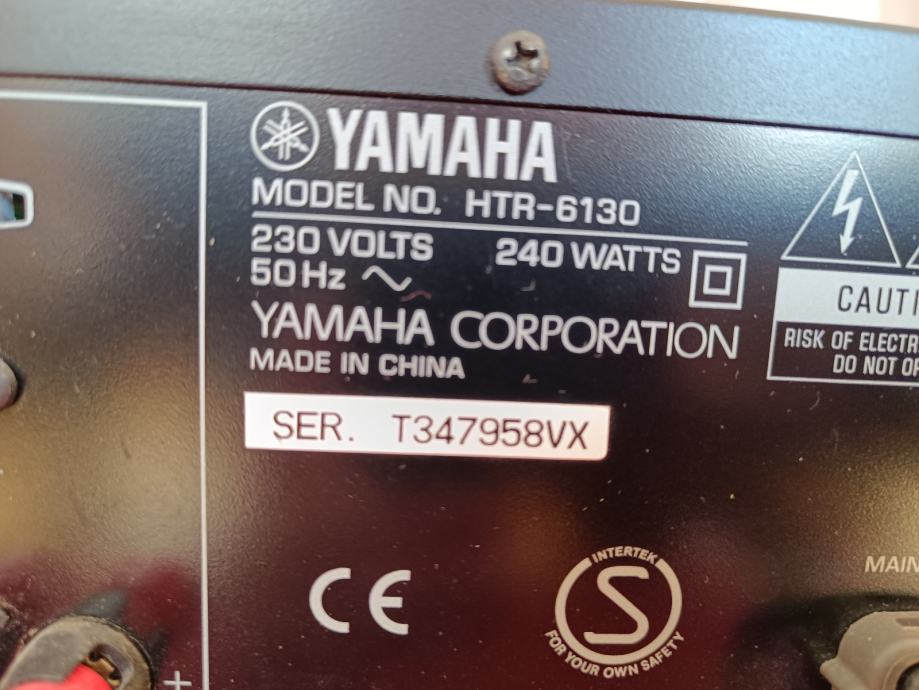 YAMAHA
MODEL NO. HTR-6130
230 VOLTS 240 WATTS
50 Hz
YAMAHA CORPORATION
MADE IN CHINA
SER. T347958VX
CAUTI
RISK OF ELECTR
DO NOT OP
CE
INTERTEK
S
FOR YOUR OWN SAFETY
MAIN
+